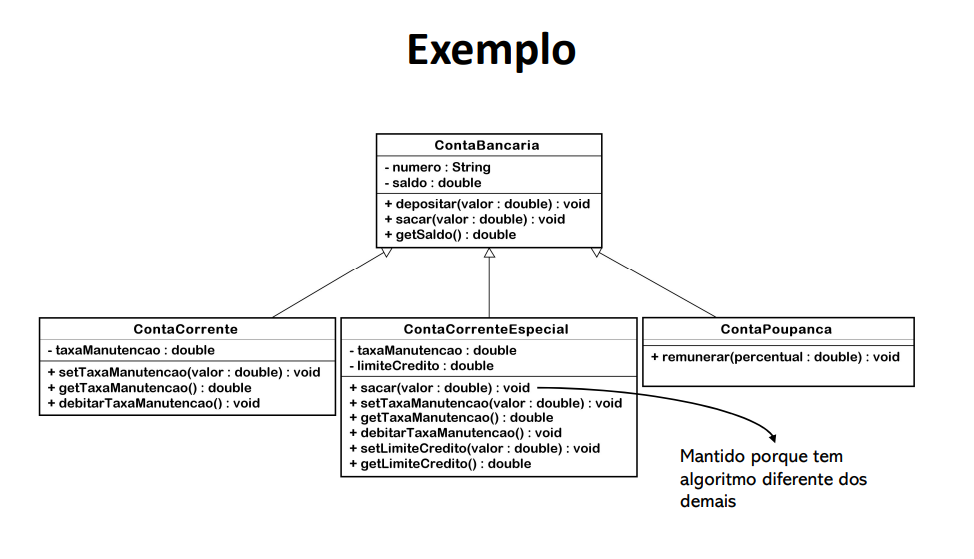 Exemplo
ContaBancaria
- numero : String
- saldo : double
+ depositar(valor : double) : void
+ sacar(valor : double) : void
+ getSaldo() : double
ContaCorrente
- taxaManutencao : double
+ setTaxaManutencao(valor : double) : void
+ getTaxaManutencao() : double
+ debitarTaxaManutencao() : void
ContaCorrenteEspecial
- taxaManutencao : double
- limiteCredito : double
+ sacar(valor : double) : void
+ setTaxaManutencao(valor : double) : void
+ getTaxaManutencao() : double
+ debitarTaxaManutencao() : void
+ setLimiteCredito(valor : double) : void
+ getLimiteCredito() : double
ContaPoupanca
+ remunerar(percentual : double) : void
Mantido porque tem
algoritmo diferente dos
demais